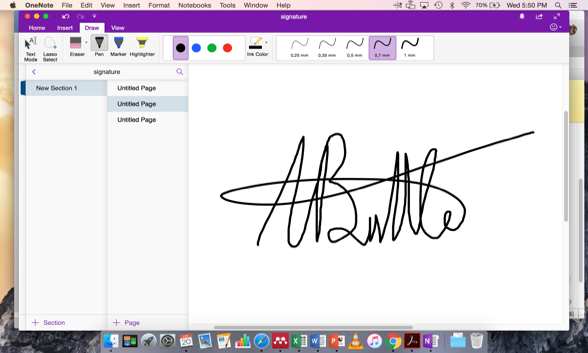 OneNote File Edit View Insert Format Notebooks Tools Window Help 70% Wed 5:50 PM
signature
Home Insert Draw View
Text Mode Lasso Select Eraser Pen Marker Highlighter Ink Color 0.25 mm 0.35 mm 0.5 mm 0.7 mm 1 mm
signature
New Section 1 Untitled Page
Untitled Page
Untitled Page
+ Section + Page